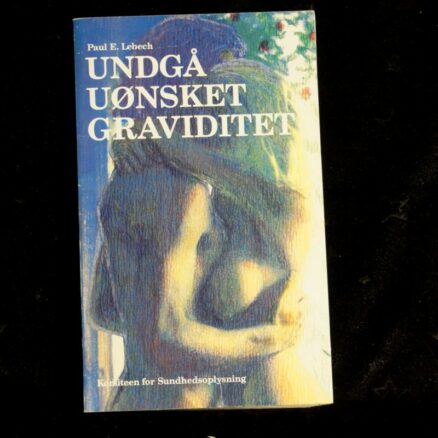 Paul E. Lebech
UNDGÅ
UØNSKET
GRAVIDITET
Komiteen for Sundhedsoplysning